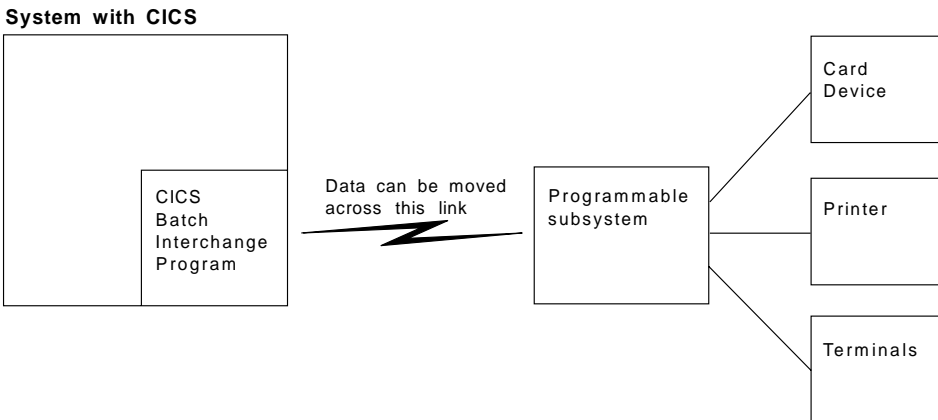 System with CICS
CICS
Batch
Interchange
Program
Data can be moved
across this link
Programmable
subsystem
Card
Device
Printer
Terminals